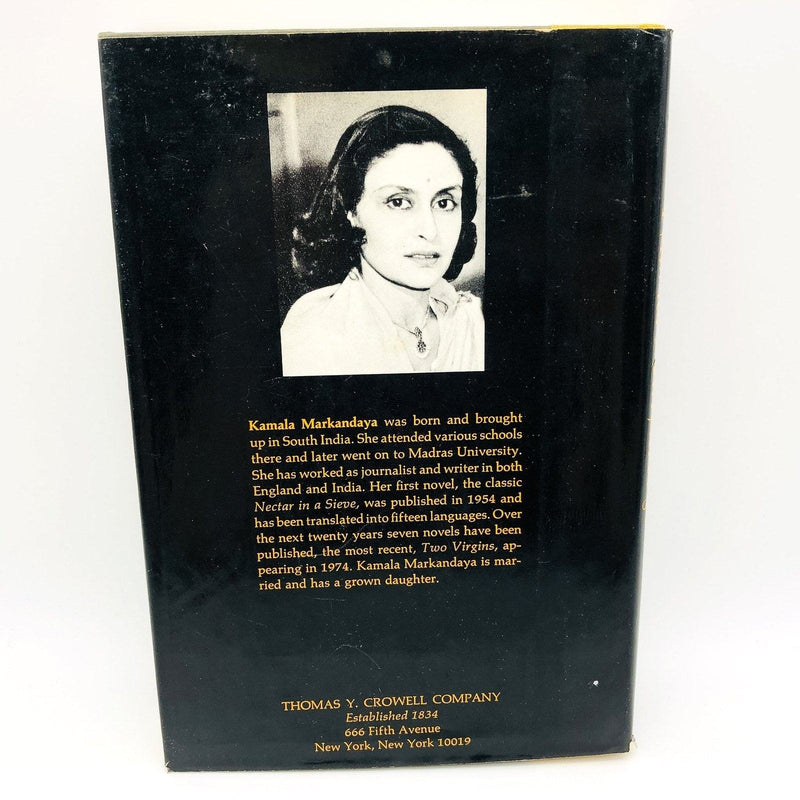 Kamala Markandaya was born and brought
up in South India. She attended various schools
there and later went on to Madras University.
She has worked as journalist and writer in both
England and India. Her first novel, the classic
Nectar in a Sieve, was published in 1954 and
has been translated into fifteen languages. Over
the next twenty years seven novels have been
published, the most recent, Two Virgins, ap-
pearing in 1974. Kamala Markandaya is mar-
ried and has a grown daughter.
THOMAS Y. CROWELL COMPANY
Established 1834
666 Fifth Avenue
New York, New York 10019